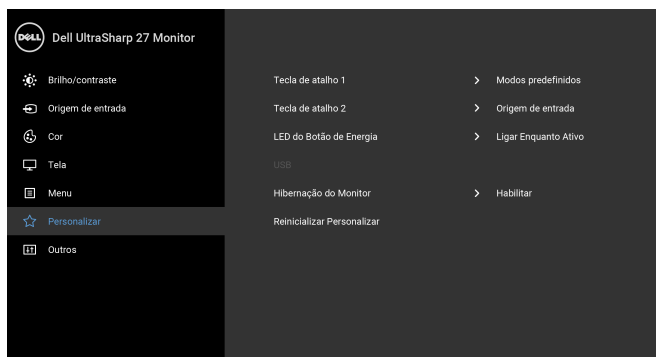 DELL Dell UltraSharp 27 Monitor
Brilho/contraste
Origem de entrada
Cor
Tela
Menu
Personalizar
Outros
Tecla de atalho 1 > Modos predefinidos
Tecla de atalho 2 > Origem de entrada
LED do Botão de Energia > Ligar Enquanto Ativo
USB
Hibernação do Monitor > Habilitar
Reinicializar Personalizar